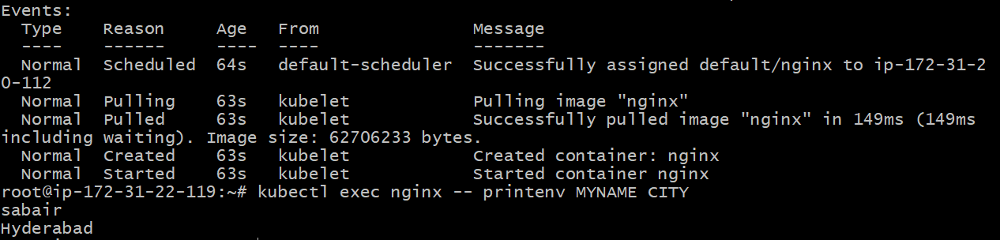 Events:
Type Reason Age From Message
---- ------ ---- ---- -------
Normal Scheduled 64s default-scheduler Successfully assigned default/nginx to ip-172-31-2
0-112
Normal Pulling 63s kubelet Pulling image "nginx"
Normal Pulled 63s kubelet Successfully pulled image "nginx" in 149ms (149ms
including waiting). Image size: 62706233 bytes.
Normal Created 63s kubelet Created container: nginx
Normal Started 63s kubelet Started container nginx
root@ip-172-31-22-119:~# kubectl exec nginx -- printenv MYNAME CITY
sabair
Hyderabad